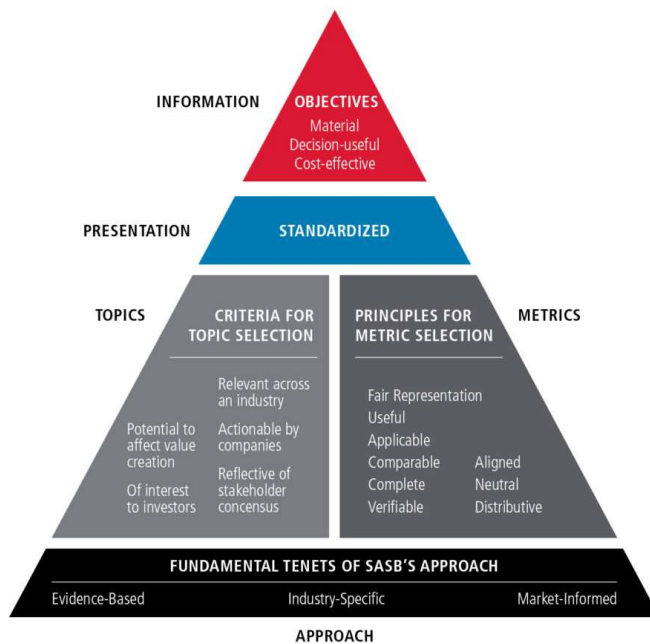 INFORMATION
OBJECTIVES
Material
Decision-useful
Cost-effective
PRESENTATION
STANDARDIZED
TOPICS
CRITERIA FOR
TOPIC SELECTION
Relevant across
an industry
Potential to
affect value
creation
Actionable by
companies
Of interest
to investors
Reflective of
stakeholder
concensus
PRINCIPLES FOR
METRIC SELECTION
METRICS
Fair Representation
Useful
Applicable
Comparable
Complete
Verifiable
Aligned
Neutral
Distributive
FUNDAMENTAL TENETS OF SASB'S APPROACH
Evidence-Based
Industry-Specific
Market-Informed
APPROACH